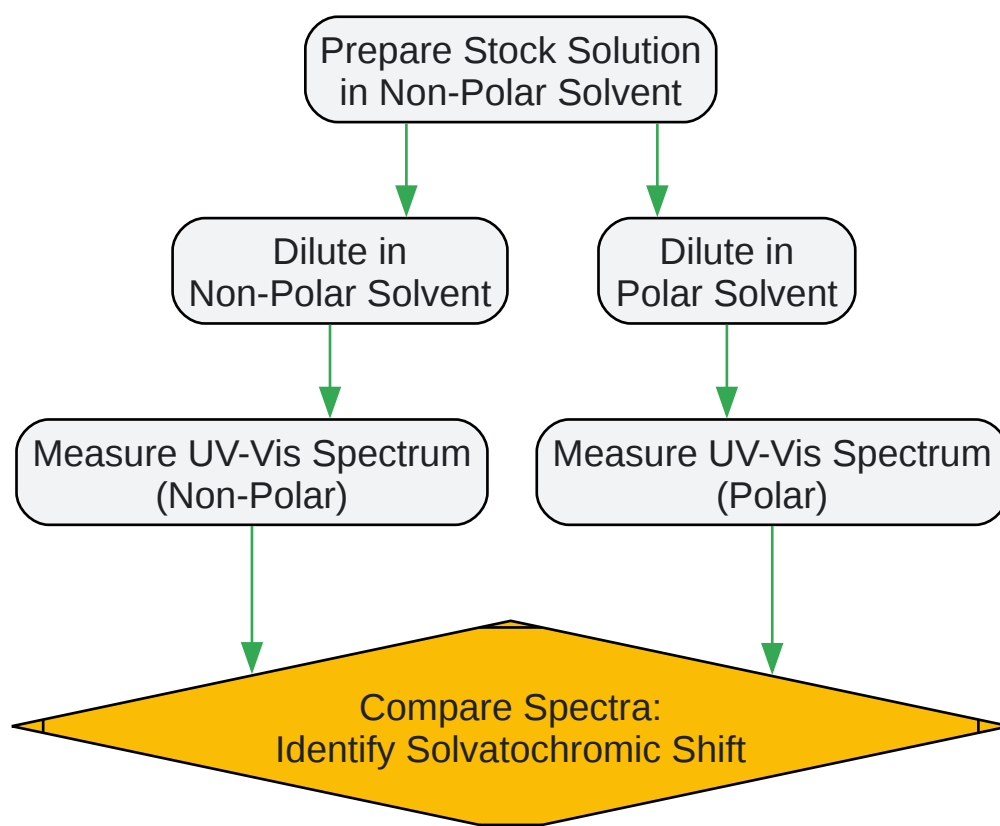 Prepare Stock Solution
in Non-Polar Solvent
Dilute in
Non-Polar Solvent
Dilute in
Polar Solvent
Measure UV-Vis Spectrum
(Non-Polar)
Measure UV-Vis Spectrum
(Polar)
Compare Spectra:
Identify Solvatochromic Shift